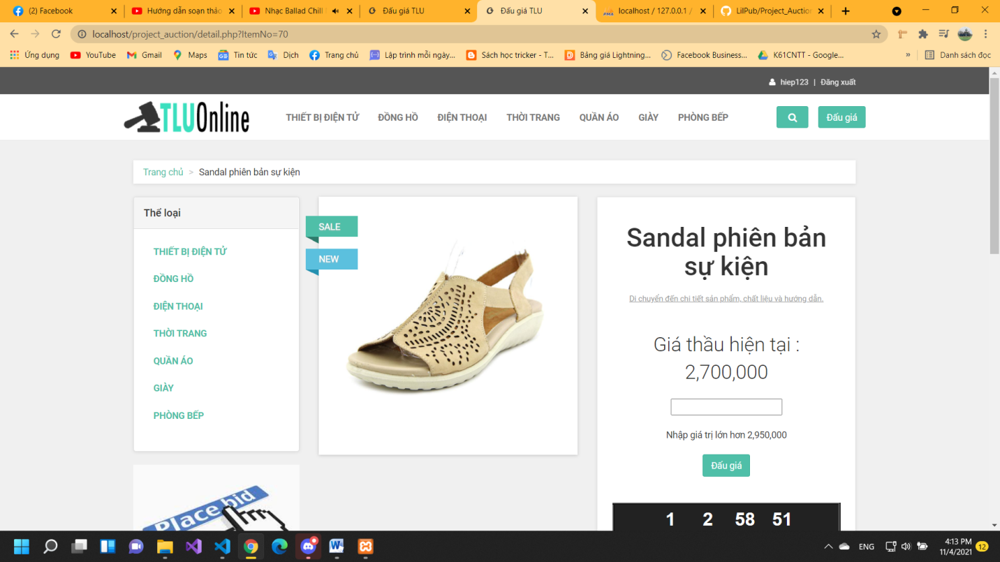 (2) Facebook
Hướng dẫn soạn thảo
Nhạc Ballad Chill
Đấu giá TLU
Đấu giá TLU
localhost / 127.0.0.1 /
LilPub/Project_Auction
localhost/project_auction/detail.php?ItemNo=70
Ứng dụng
YouTube
Gmail
Maps
Tin tức
Dịch
Trang chủ
Lập trình mỗi ngày...
Sách học tricker - T...
Bảng giá Lightning...
Facebook Business...
K61CNTT - Google...
»
Danh sách đọc
hiep123 | Đăng xuất
TLUOnline
THIẾT BỊ ĐIỆN TỬ
ĐỒNG HỒ
ĐIỆN THOẠI
THỜI TRANG
QUẦN ÁO
GIÀY
PHÒNG BẾP
Đấu giá
Trang chủ > Sandal phiên bản sự kiện
Thể loại
THIẾT BỊ ĐIỆN TỬ
ĐỒNG HỒ
ĐIỆN THOẠI
THỜI TRANG
QUẦN ÁO
GIÀY
PHÒNG BẾP
Place bid
SALE
NEW
Sandal phiên bản
sự kiện
Di chuyển đến chi tiết sản phẩm, chất liệu và hướng dẫn.
Giá thầu hiện tại :
2,700,000
Nhập giá trị lớn hơn 2,950,000
Đấu giá
1 2 58 51
ENG
4:13 PM
11/4/2021
12